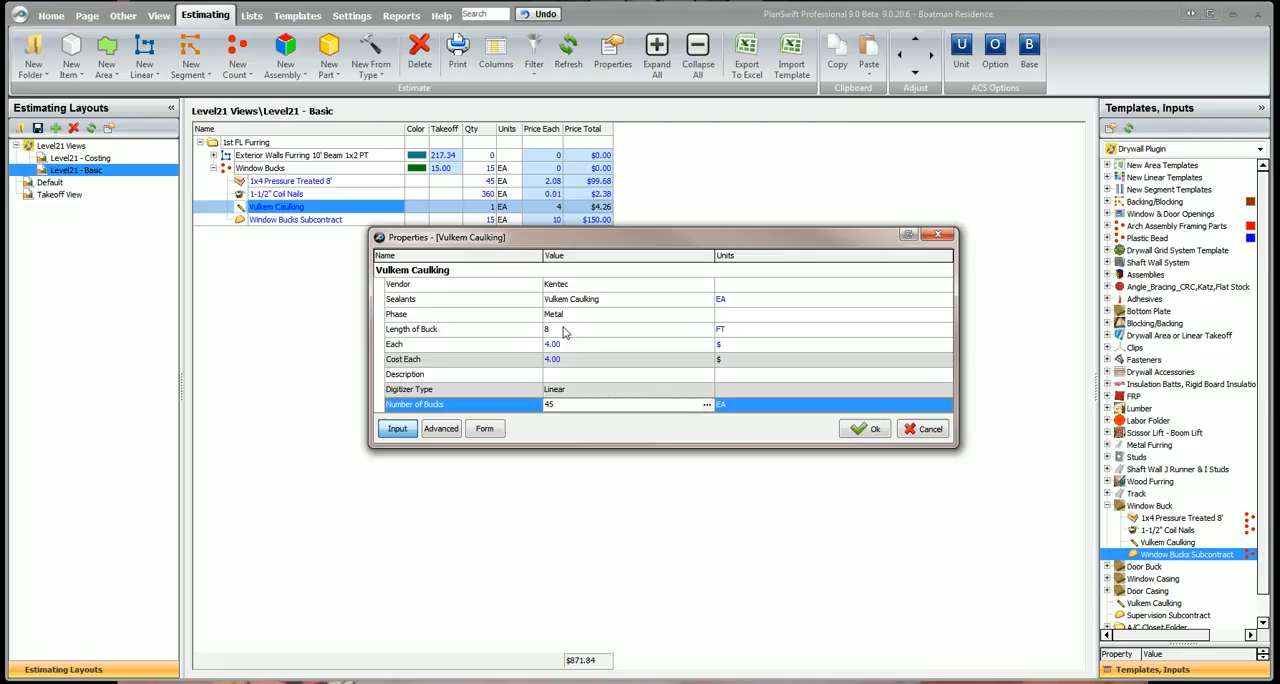 Home Page Other View Estimating Lists Templates Settings Reports Help Search Undo PlanSwift Professional 9.0 Beta 9.0.20.6 - Boatman Residence.
New Folder New Item New Area New Linear New Segment New Count New Assembly New Part New From Type Delete Print Columns Filter Refresh Properties Expand All Collapse All Export To Excel Import Template Copy Paste U Unit O Option B Base
Estimate Clipboard Adjust ACS Options
Estimating Layouts
Level21 Views
Level21 - Costing
Level21 - Basic
Default
Takeoff View
Estimating Layouts
Level21 Views\Level21 - Basic
Name Color Takeoff Qty Units Price Each Price Total
1st FL Furring
Exterior Walls Furring 10' Beam 1x2 PT 217.34 0 $0.00
Window Bucks 15.00 15 EA 0 $0.00
1x4 Pressure Treated 8' 45 EA 2.08 $99.68
1-1/2" Coil Nails 360 EA 0.01 $2.38
Vulkem Caulking 1 EA 4 $4.26
Window Bucks Subcontract 15 EA 10 $150.00
Properties - [Vulkem Caulking]
Name Value Units
Vulkem Caulking
Vendor Kentec
Sealants Vulkem Caulking EA
Phase Metal
Length of Buck 8 FT
Each 4.00 $
Cost Each 4.00 $
Description
Digitizer Type Linear
Number of Bucks 45 ... EA
Input Advanced Form Ok Cancel
$871.84
Templates, Inputs
Drywall Plugin
New Area Templates
New Linear Templates
New Segment Templates
Backing/Blocking
Window & Door Openings
Arch Assembly Framing Parts
Plastic Bead
Drywall Grid System Template
Shaft Wall System
Assemblies
Angle_Bracing_CRC,Katz,Flat Stock
Adhesives
Bottom Plate
Blocking/Backing
Drywall Area or Linear Takeoff
Clips
Fasteners
Drywall Accessories
Insulation Batts, Rigid Board Insulatio
FRP
Lumber
Labor Folder
Scissor Lift - Boom Lift
Metal Furring
Studs
Shaft Wall J Runner & I Studs
Wood Furring
Track
Window Buck
1x4 Pressure Treated 8'
1-1/2" Coil Nails
Vulkem Caulking
Window Bucks Subcontract
Door Buck
Window Casing
Door Casing
Vulkem Caulking
Supervision Subcontract
A/C Closet Folder
Property Value
Templates, Inputs